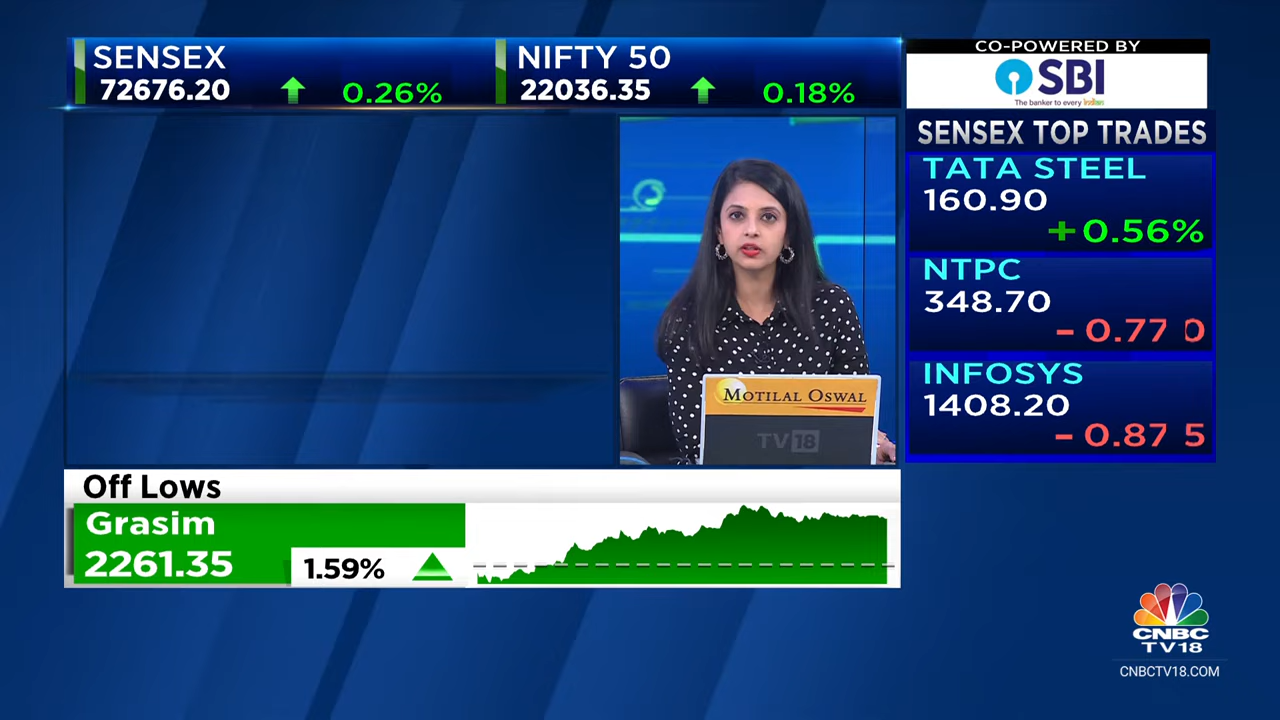 SENSEX
72676.20
0.26%
NIFTY 50
22036.35
0.18%
CO-POWERED BY
SBI
The banker to every Indian
SENSEX TOP TRADES
TATA STEEL
160.90
+0.56%
NTPC
348.70
- 0.77 0
INFOSYS
1408.20
- 0.87 5
MOTILAL OSWAL
TV18
Off Lows
Grasim
2261.35
1.59%
CNBC
TV18
CNBCTV18.COM